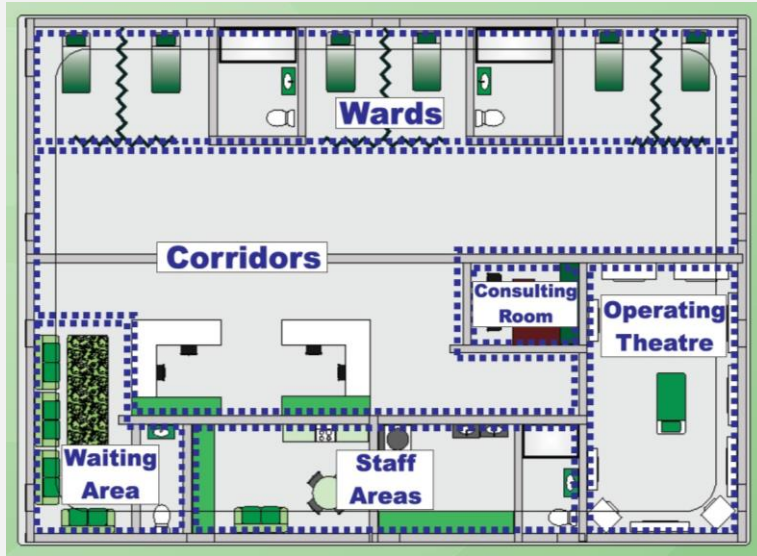 Wards
Corridors
Consulting
Room
Operating
Theatre
Waiting
Area
Staff
Areas